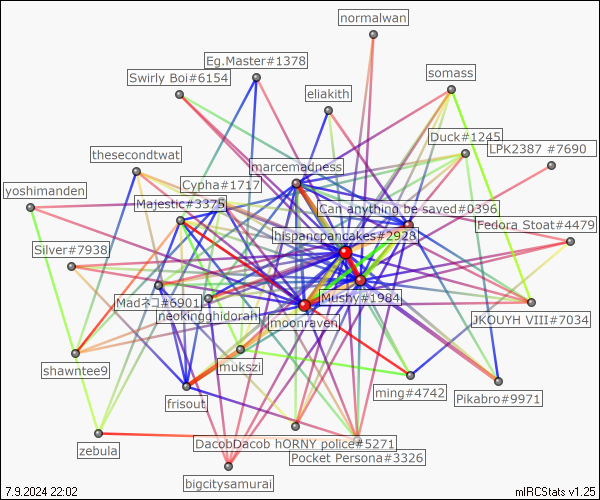 normalwan
Eg.Master#1378
Swirly Boi#6154
somass
eliakith
Duck#1245
LPK2387 #7690
thesecondtwat
marcemadness
Cypha#1717
yoshimanden
Majestic#3375
Can anything be saved#0396
Fedora Stoat#4479
hispancpancakes#2923
Silver#7938
Madネコ#6901
Mushy#1984
neokingghidorah
moonraven
JKOUYH VIII#7034
mukszi
shawntee9
ming#4742
Pikabro#9971
frisout
DacobDacob hORNY police#5271
zebula
Pocket Persona#3326
bigcitysamurai
7.9.2024 22:02
mIRCStats v1.25